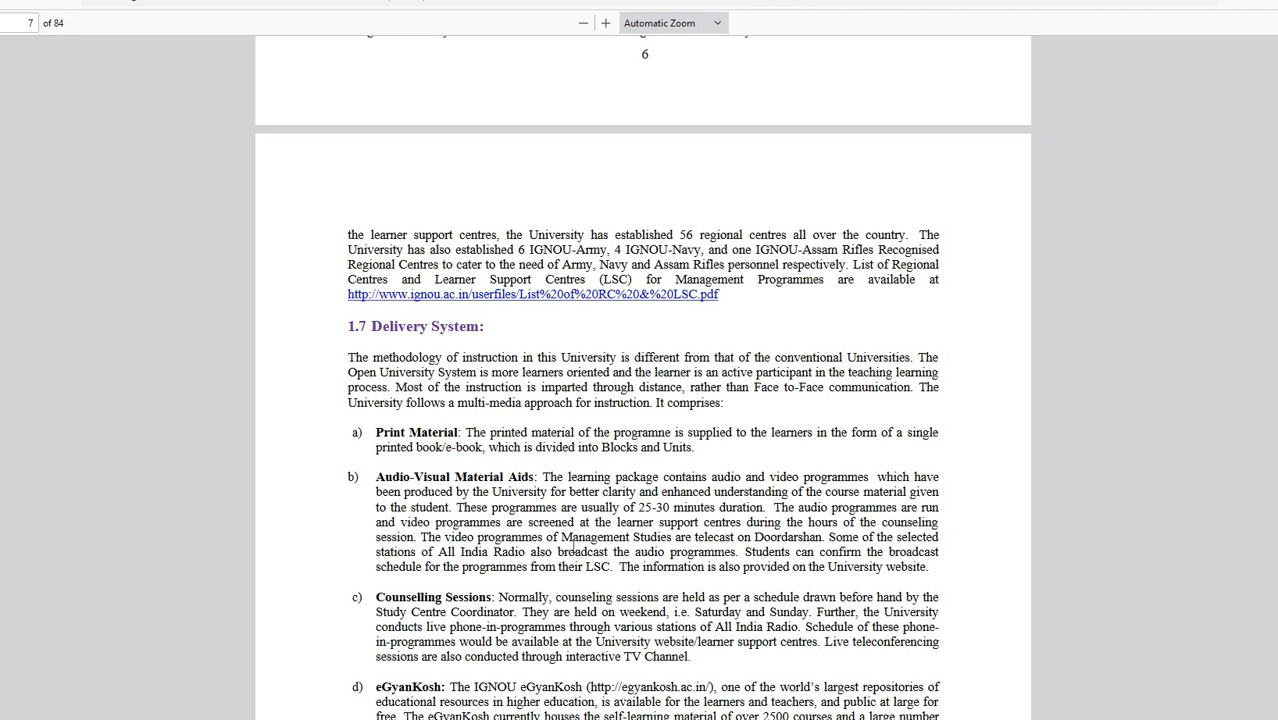 7 of 84
Automatic Zoom
6
the learner support centres, the University has established 56 regional centres all over the country. The
University has also established 6 IGNOU-Army, 4 IGNOU-Navy, and one IGNOU-Assam Rifles Recognised
Regional Centres to cater to the need of Army, Navy and Assam Rifles personnel respectively. List of Regional
Centres and Learner Support Centres (LSC) for Management Programmes are available at
http://www.ignou.ac.in/userfiles/List%20of%20RC%20&%20LSC.pdf
1.7 Delivery System:
The methodology of instruction in this University is different from that of the conventional Universities. The
Open University System is more learners oriented and the learner is an active participant in the teaching learning
process. Most of the instruction is imparted through distance, rather than Face to-Face communication. The
University follows a multi-media approach for instruction. It comprises:
a) Print Material: The printed material of the programne is supplied to the learners in the form of a single
printed book/e-book, which is divided into Blocks and Units.
b) Audio-Visual Material Aids: The learning package contains audio and video programmes which have
been produced by the University for better clarity and enhanced understanding of the course material given
to the student. These programmes are usually of 25-30 minutes duration. The audio programmes are run
and video programmes are screened at the learner support centres during the hours of the counseling
session. The video programmes of Management Studies are telecast on Doordarshan. Some of the selected
stations of All India Radio also broadcast the audio programmes. Students can confirm the broadcast
schedule for the programmes from their LSC. The information is also provided on the University website.
c) Counselling Sessions: Normally, counseling sessions are held as per a schedule drawn before hand by the
Study Centre Coordinator. They are held on weekend, i.e. Saturday and Sunday. Further, the University
conducts live phone-in-programmes through various stations of All India Radio. Schedule of these phone-
in-programmes would be available at the University website/learner support centres. Live teleconferencing
sessions are also conducted through interactive TV Channel.
d) eGyanKosh: The IGNOU eGyanKosh (http://egyankosh.ac.in/), one of the world's largest repositories of
educational resources in higher education, is available for the learners and teachers, and public at large for
free. The eGyanKosh currently houses the self-learning material of over 2500 courses and a large number